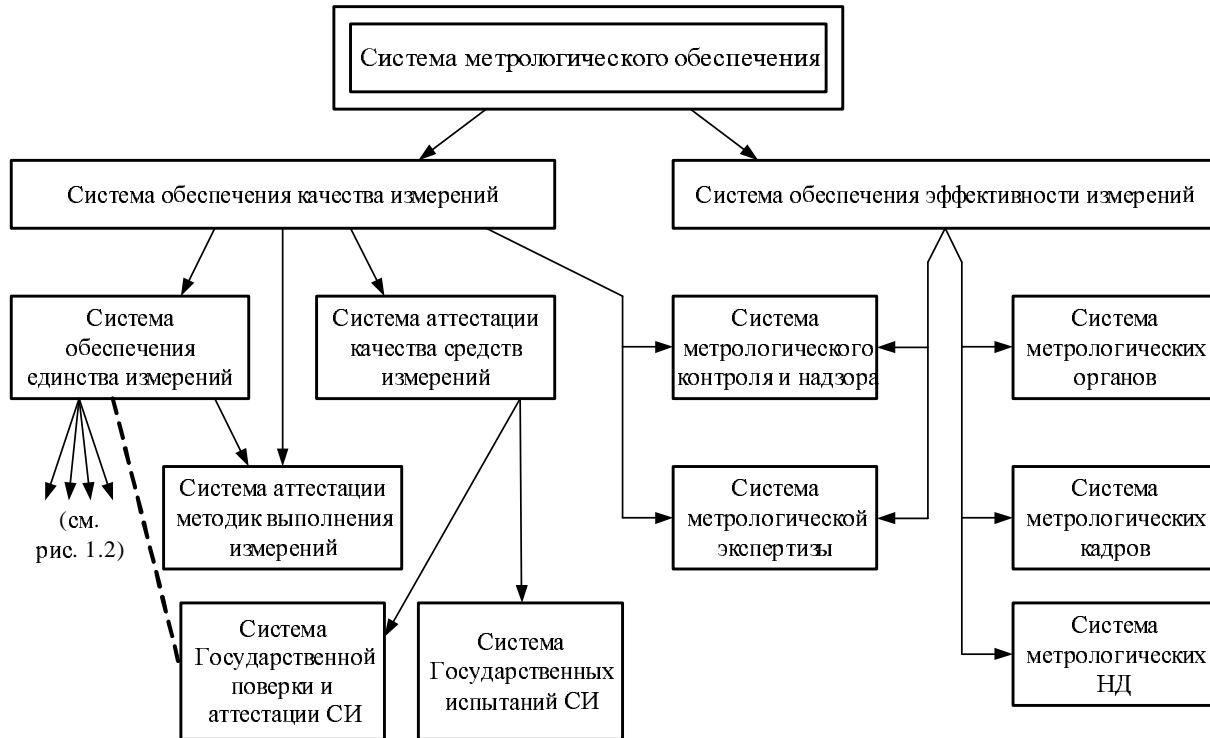 Система метрологического обеспечения
Система обеспечения качества измерений
Система обеспечения эффективности измерений
Система
обеспечения
единства измерений
Система аттестации
качества средств
измерений
Система
метрологического
контроля и надзора
Система
метрологических
органов
(см.
рис. 1.2)
Система аттестации
методик выполнения
измерений
Система
метрологической
экспертизы
Система
метрологических
кадров
Система
Государственной
поверки и
аттестации СИ
Система
Государственных
испытаний СИ
Система
метрологических
НД